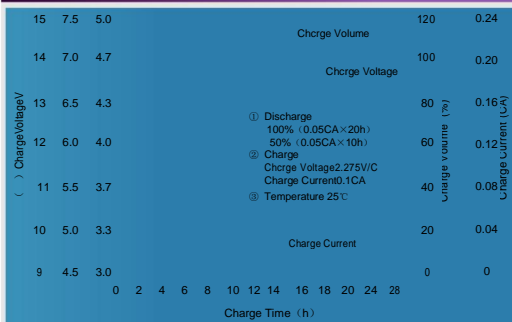 15 7.5 5.0 Chcrge Volume 120 0.24
14 7.0 4.7 Chcrge Voltage 100 0.20
13 6.5 4.3 80 0.16
① Discharge
100%（0.05CA×20h）
50%（0.05CA×10h）
12 6.0 4.0 60 0.12
② Charge
Chcrge Voltage2.275V/C
Charge Current0.1CA
11 5.5 3.7 40 0.08
③ Temperature 25℃
10 5.0 3.3 20 0.04
Charge Current
9 4.5 3.0 0 0
0 2 4 6 8 10 12 14 16 18 20 24 28
Charge Time（h）
（ ）ChargeVoltageV
Charge Volume（%）
Charge Current (CA)